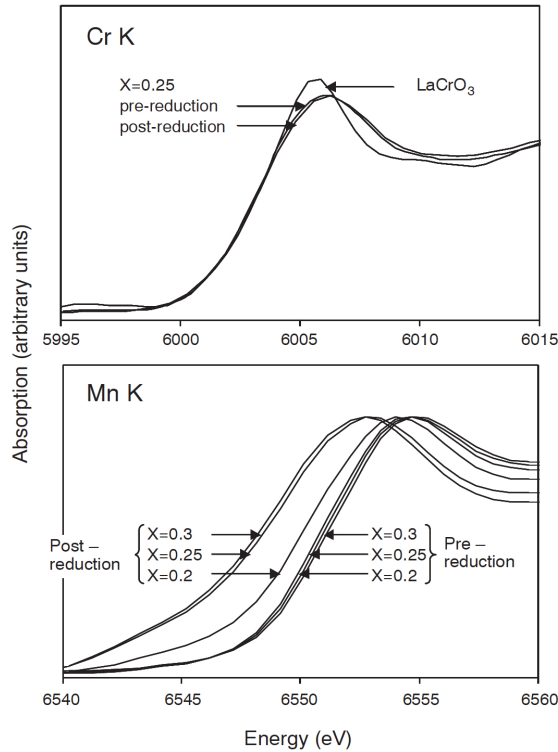 Cr K
X=0.25
pre-reduction
post-reduction
LaCrO₃
5995 6000 6005 6010 6015
Absorption (arbitrary units)
Mn K
Post –
reduction
X=0.3
X=0.25
X=0.2
X=0.3
X=0.25
X=0.2
Pre -
reduction
6540 6545 6550 6555 6560
Energy (eV)